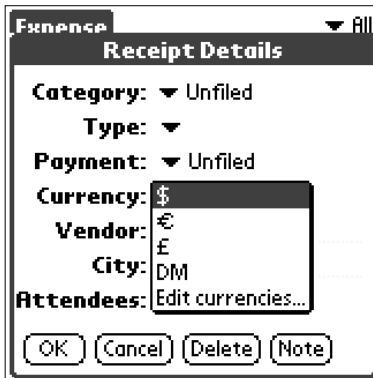 Expense All
Receipt Details
Category: Unfiled
Type:
Payment: Unfiled
Currency: $
€
Vendor:
£
City:
DM
Attendees: Edit currencies...
OK Cancel Delete Note